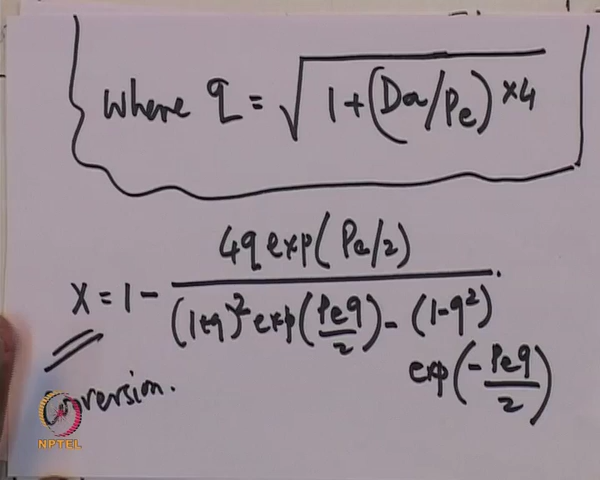 where q = √(1+(Da/Pe)×4)
X = 1 - 4q exp(Pe/2) / ((1+q)² exp(Peq/2) - (1-q²)
exp(-Peq/2))
Conversion.
NPTEL